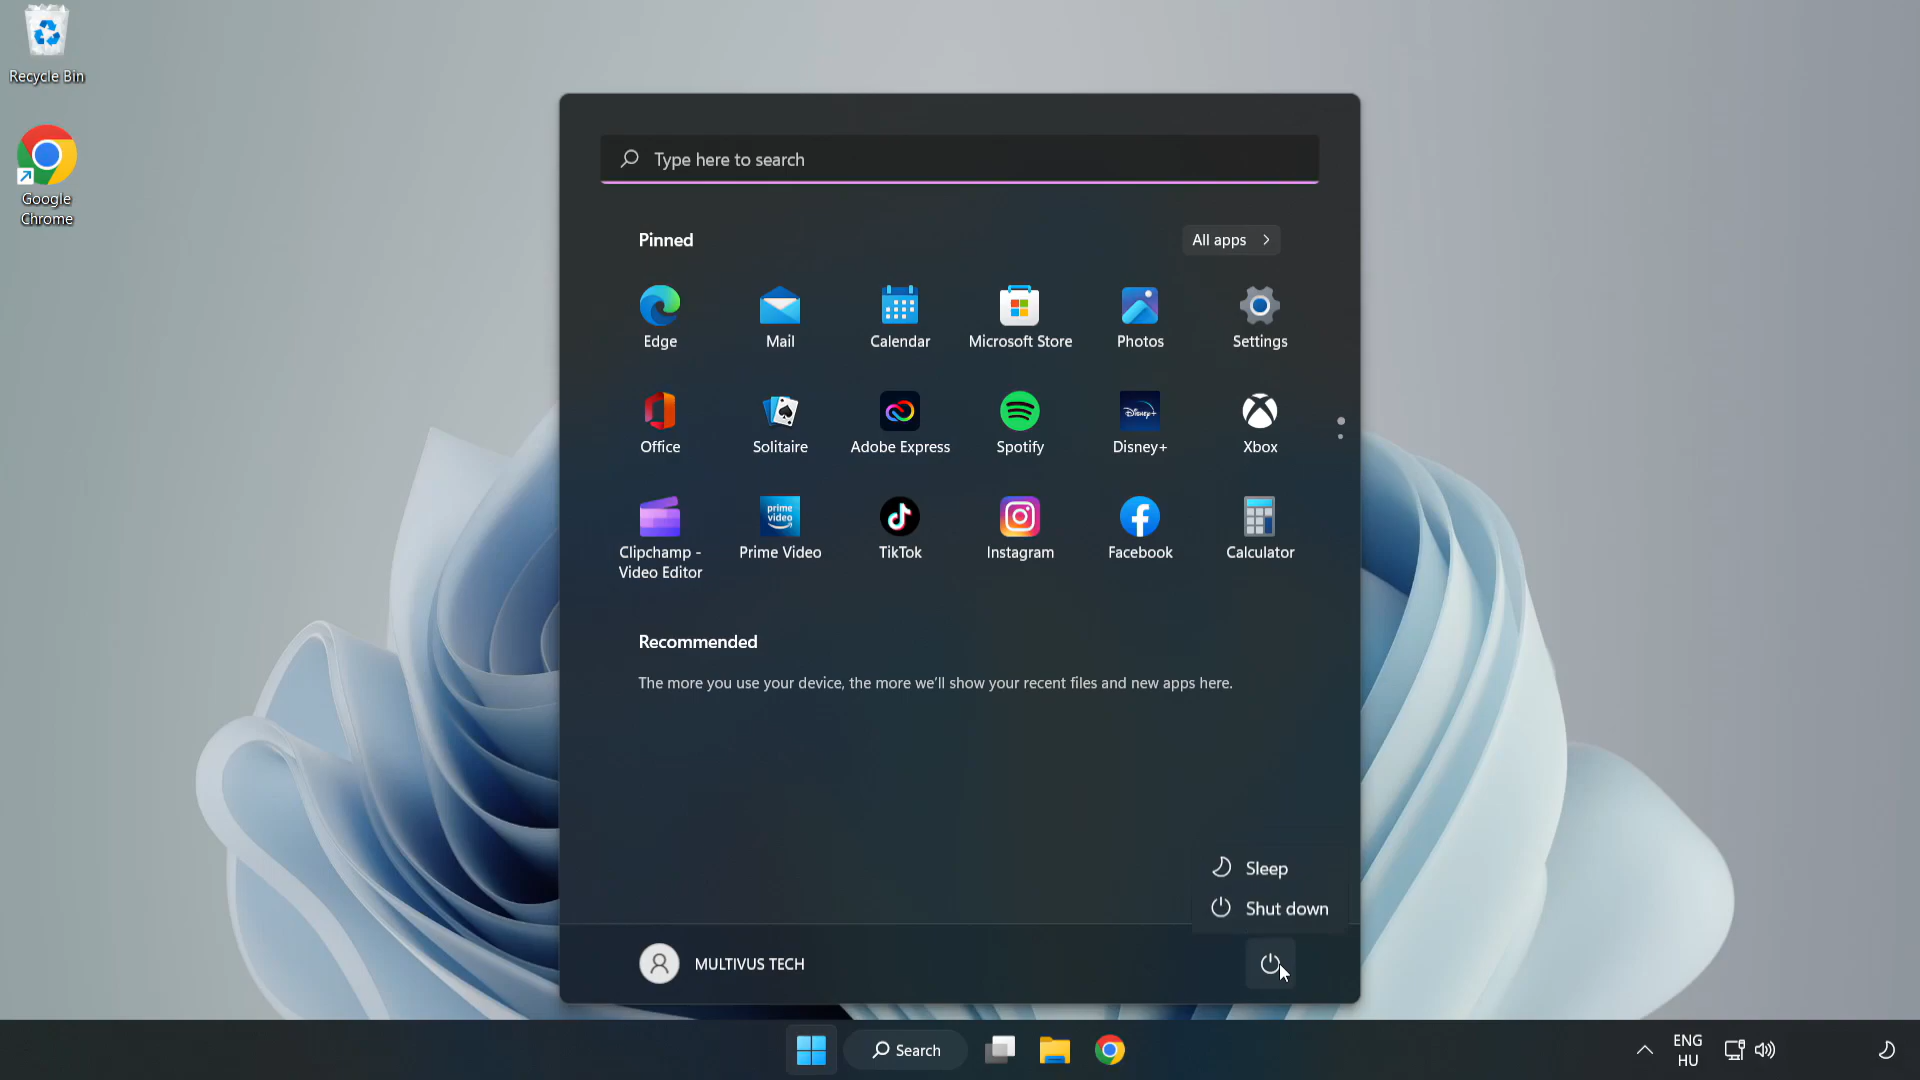 Recycle Bin
Google
Chrome
Type here to search
Pinned
All apps
Edge
Mail
Calendar
Microsoft Store
Photos
Settings
Office
Solitaire
Adobe Express
Spotify
Disney+
Disney+
Xbox
prime
video
Clipchamp -
Video Editor
Prime Video
TikTok
Instagram
Facebook
Calculator
Recommended
The more you use your device, the more we'll show your recent files and new apps here.
Sleep
Shut down
MULTIVUS TECH
Search
ENG
HU